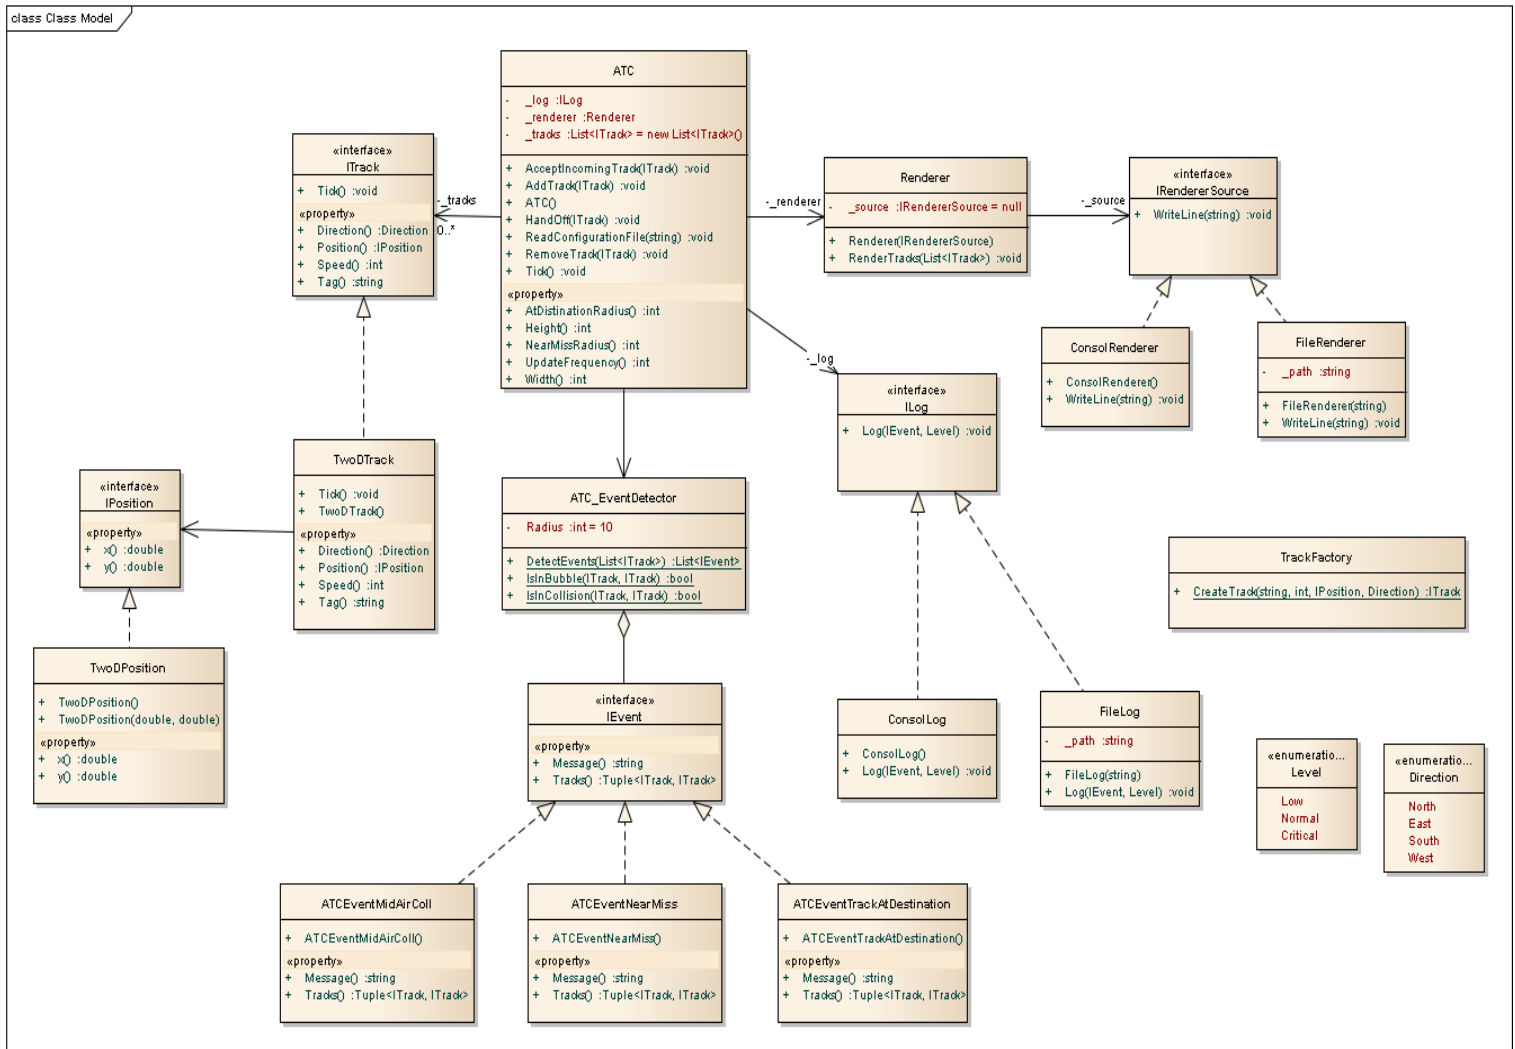 class Class Model
ATC
- _log :ILog
- _renderer :Renderer
- _tracks :List<ITrack> = new List<ITrack>()
+ AcceptIncomingTrack(ITrack) :void
+ AddTrack(ITrack) :void
+ ATC()
+ HandOff(ITrack) :void
+ ReadConfigurationFile(string) :void
+ RemoveTrack(ITrack) :void
+ Tick() :void
«property»
+ AtDistinationRadius() :int
+ Height() :int
+ NearMissRadius() :int
+ UpdateFrequency() :int
+ Width() :int
«interface»
ITrack
+ Tick() :void
«property»
+ Direction() :Direction
+ Position() :IPosition
+ Speed() :int
+ Tag() :string
-_tracks
0..*
-_renderer
Renderer
- _source :IRendererSource = null
+ Renderer(IRendererSource)
+ RenderTracks(List<ITrack>) :void
-_source
«interface»
IRendererSource
+ WriteLine(string) :void
ConsolRenderer
+ ConsolRenderer()
+ WriteLine(string) :void
FileRenderer
- _path :string
+ FileRenderer(string)
+ WriteLine(string) :void
-_log
«interface»
ILog
+ Log(IEvent, Level) :void
TwoDTrack
+ Tick() :void
+ TwoDTrack()
«property»
+ Direction() :Direction
+ Position() :IPosition
+ Speed() :int
+ Tag() :string
«interface»
IPosition
«property»
+ x() :double
+ y() :double
ATC_EventDetector
- Radius :int = 10
+ DetectEvents(List<ITrack>) :List<IEvent>
+ IsInBubble(ITrack, ITrack) :bool
+ IsInCollision(ITrack, ITrack) :bool
TrackFactory
+ CreateTrack(string, int, IPosition, Direction) :ITrack
TwoDPosition
+ TwoDPosition()
+ TwoDPosition(double, double)
«property»
+ x() :double
+ y() :double
«interface»
IEvent
«property»
+ Message() :string
+ Tracks() :Tuple<ITrack, ITrack>
ConsolLog
+ ConsolLog()
+ Log(IEvent, Level) :void
FileLog
- _path :string
+ FileLog(string)
+ Log(IEvent, Level) :void
«enumeratio...
Level
Low
Normal
Critical
«enumeratio...
Direction
North
East
South
West
ATCEventMidAirColl
+ ATCEventMidAirColl()
«property»
+ Message() :string
+ Tracks() :Tuple<ITrack, ITrack>
ATCEventNearMiss
+ ATCEventNearMiss()
«property»
+ Message() :string
+ Tracks() :Tuple<ITrack, ITrack>
ATCEventTrackAtDestination
+ ATCEventTrackAtDestination()
«property»
+ Message() :string
+ Tracks() :Tuple<ITrack, ITrack>